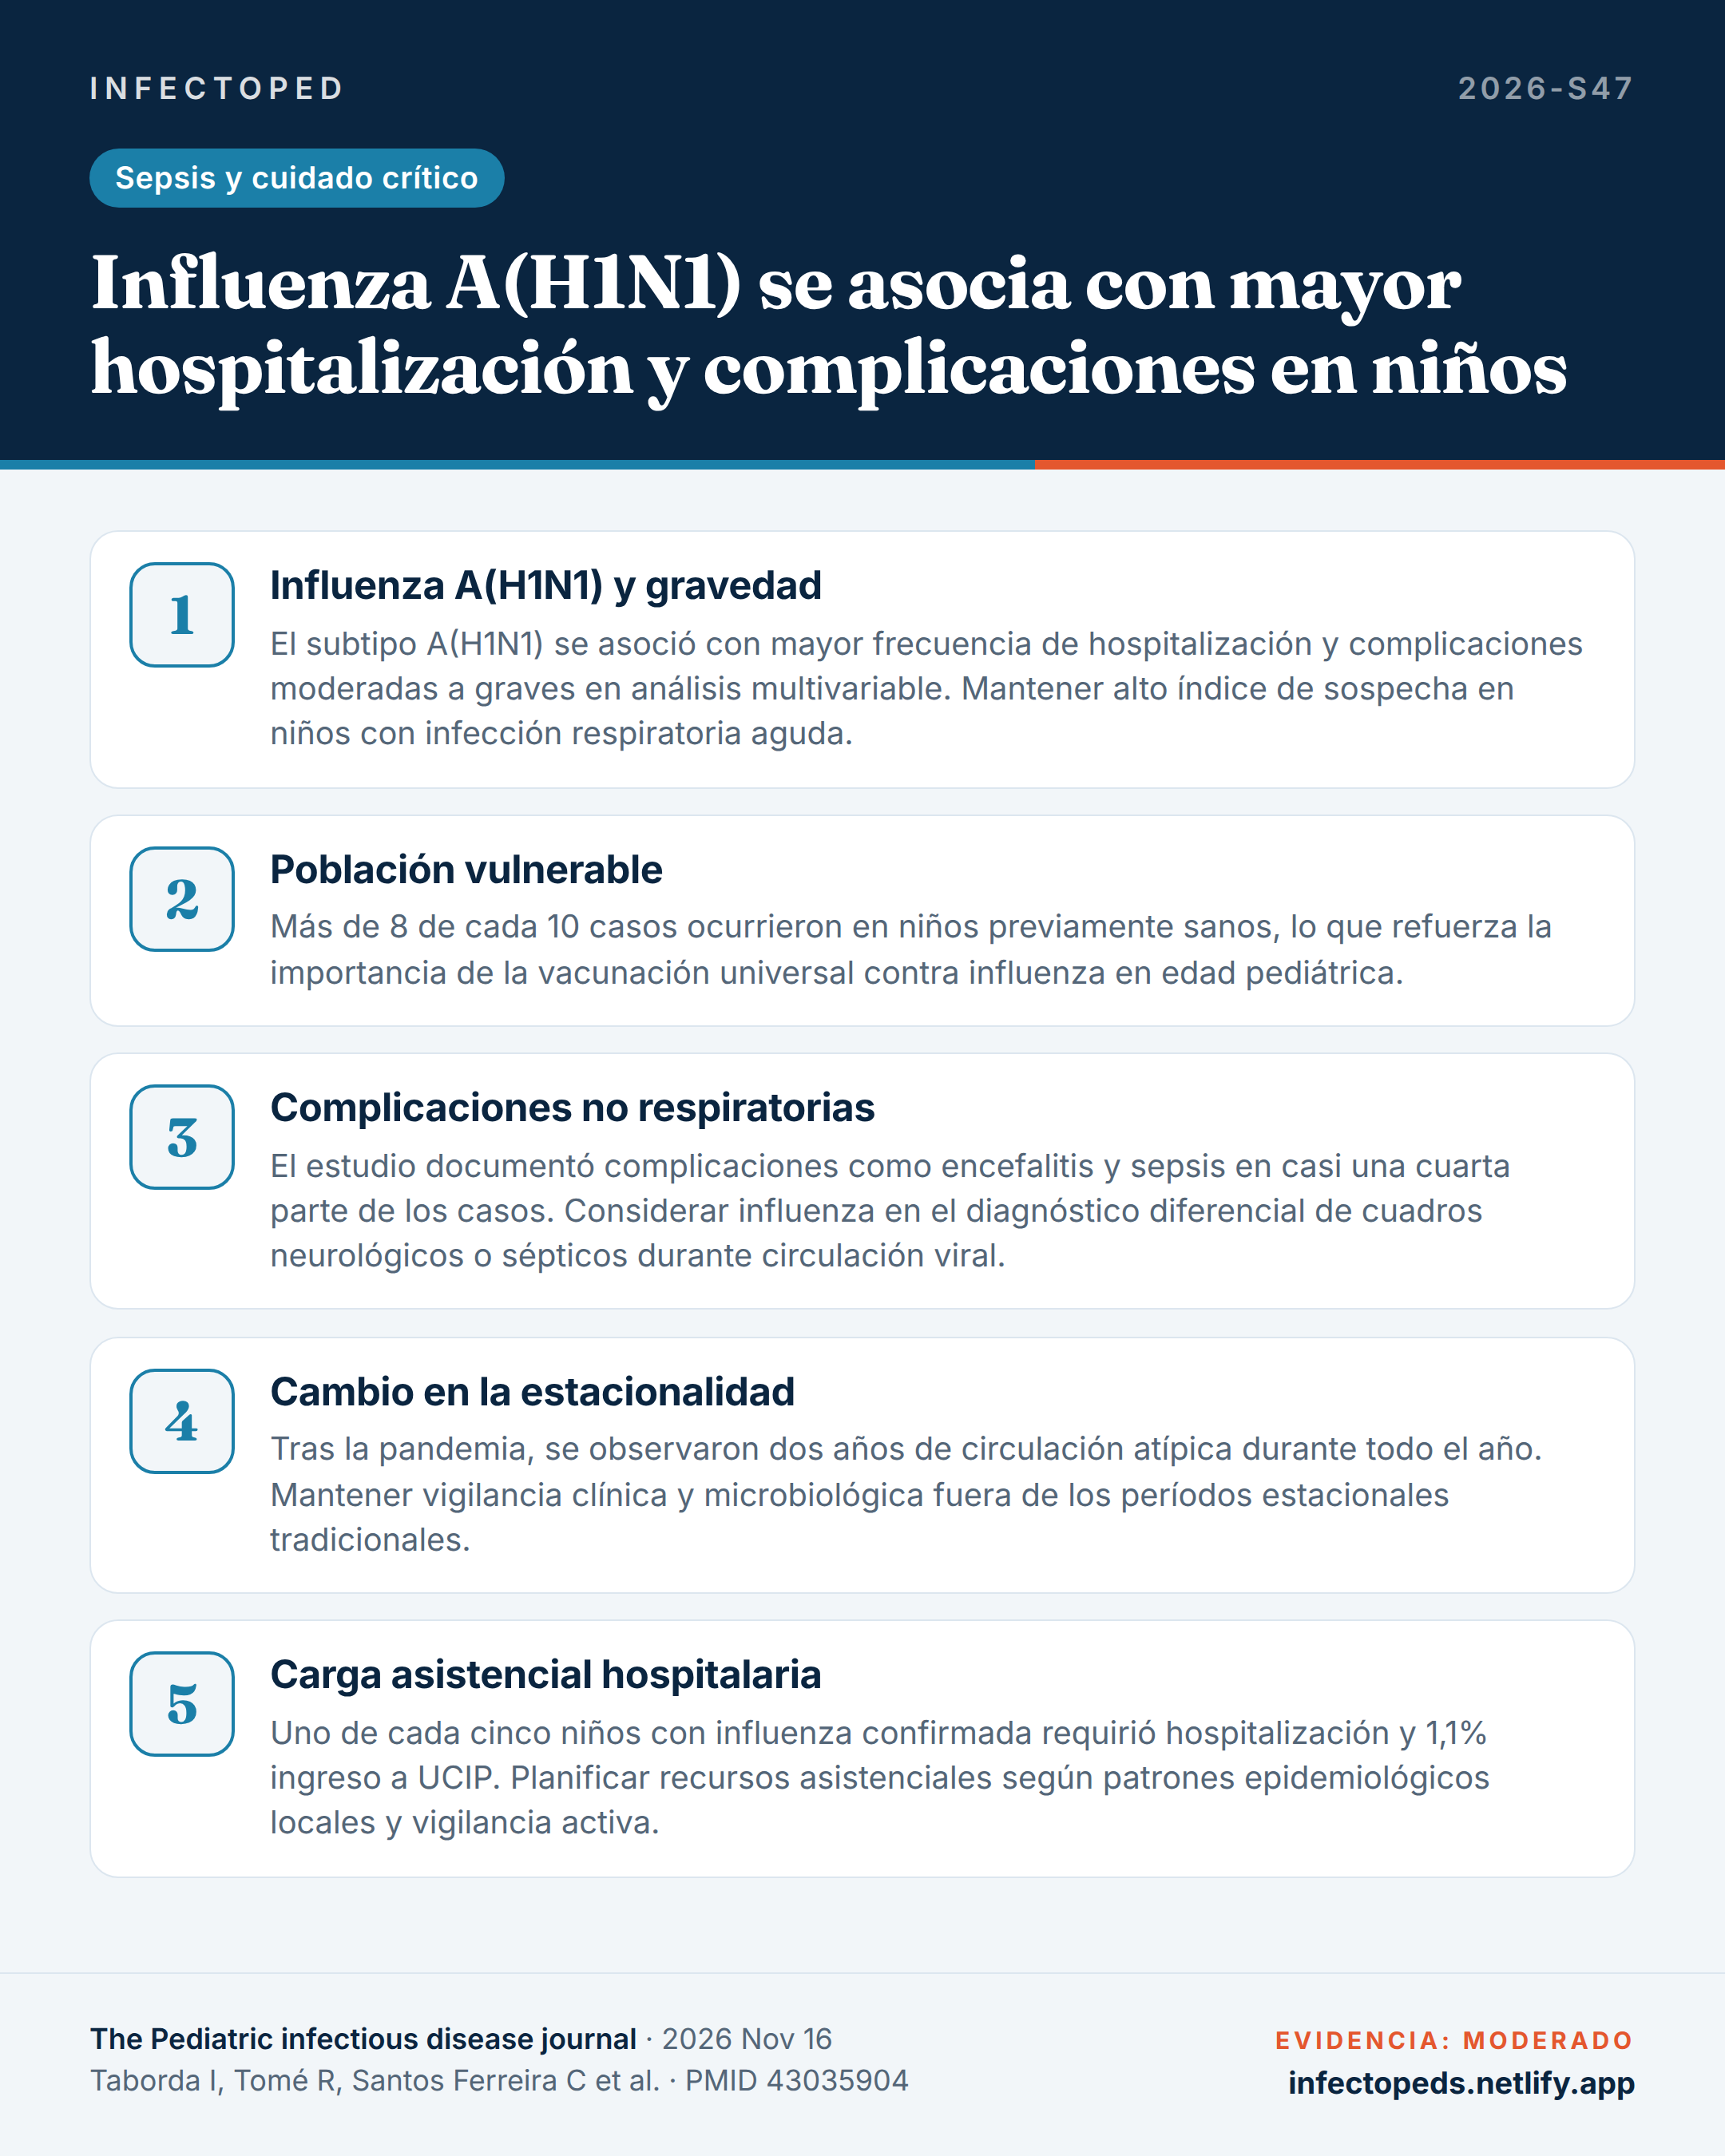 INFECTOPED
2026-S47
Sepsis y cuidado crítico
Influenza A(H1N1) se asocia con mayor
hospitalización y complicaciones en niños
1
Influenza A(H1N1) y gravedad
El subtipo A(H1N1) se asoció con mayor frecuencia de hospitalización y complicaciones
moderadas a graves en análisis multivariable. Mantener alto índice de sospecha en
niños con infección respiratoria aguda.
2
Población vulnerable
Más de 8 de cada 10 casos ocurrieron en niños previamente sanos, lo que refuerza la
importancia de la vacunación universal contra influenza en edad pediátrica.
3
Complicaciones no respiratorias
El estudio documentó complicaciones como encefalitis y sepsis en casi una cuarta
parte de los casos. Considerar influenza en el diagnóstico diferencial de cuadros
neurológicos o sépticos durante circulación viral.
4
Cambio en la estacionalidad
Tras la pandemia, se observaron dos años de circulación atípica durante todo el año.
Mantener vigilancia clínica y microbiológica fuera de los períodos estacionales
tradicionales.
5
Carga asistencial hospitalaria
Uno de cada cinco niños con influenza confirmada requirió hospitalización y 1,1%
ingreso a UCIP. Planificar recursos asistenciales según patrones epidemiológicos
locales y vigilancia activa.
The Pediatric infectious disease journal · 2026 Nov 16
Taborda I, Tomé R, Santos Ferreira C et al. · PMID 43035904
EVIDENCIA: MODERADO
infectopeds.netlify.app